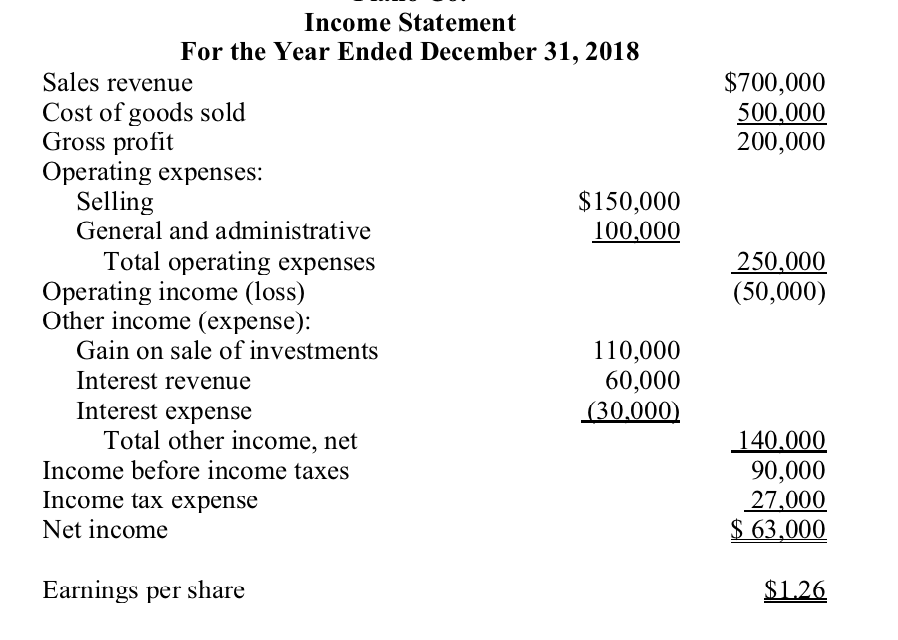 Income Statement
For the Year Ended December 31, 2018
Sales revenue $700,000
Cost of goods sold 500,000
Gross profit 200,000
Operating expenses:
Selling $150,000
General and administrative 100,000
Total operating expenses 250,000
Operating income (loss) (50,000)
Other income (expense):
Gain on sale of investments 110,000
Interest revenue 60,000
Interest expense (30,000)
Total other income, net 140,000
Income before income taxes 90,000
Income tax expense 27,000
Net income $ 63,000
Earnings per share $1.26